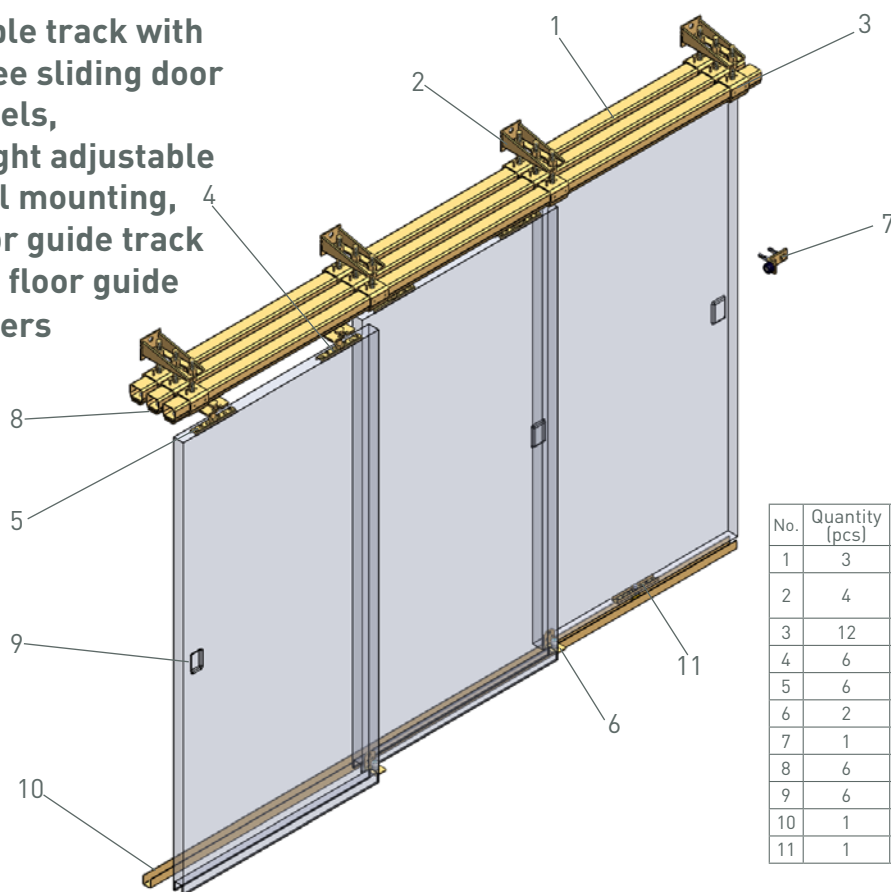 ble track with
ee sliding door
els,
ght adjustable
l mounting,
or guide track
floor guide
ers
1
2
3
4
5
6
7
8
9
10
11
No. Quantity (pcs)
1 3
2 4
3 12
4 6
5 6
6 2
7 1
8 6
9 6
10 1
11 1